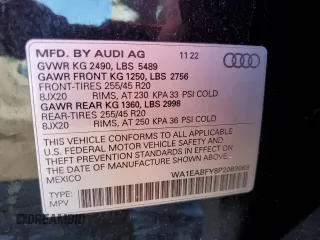 MFD. BY AUDI AG 11 22
GVWR KG 2490, LBS 5489
GAWR FRONT KG 1250, LBS 2756
FRONT-TIRES 255/45 R20
8JX20 RIMS, AT 230 KPA 33 PSI COLD
GAWR REAR KG 1360, LBS 2998
REAR-TIRES 255/45 R20
8JX20 RIMS, AT 250 KPA 36 PSI COLD
THIS VEHICLE CONFORMS TO ALL APPLICABLE
U.S. FEDERAL MOTOR VEHICLE SAFETY AND
THEFT PREVENTION STANDARDS IN EFFECT ON THE
DATE OF MANUFACTURE SHOWN ABOVE.
MEXICO
TYPE:
MPV
DREAMBID